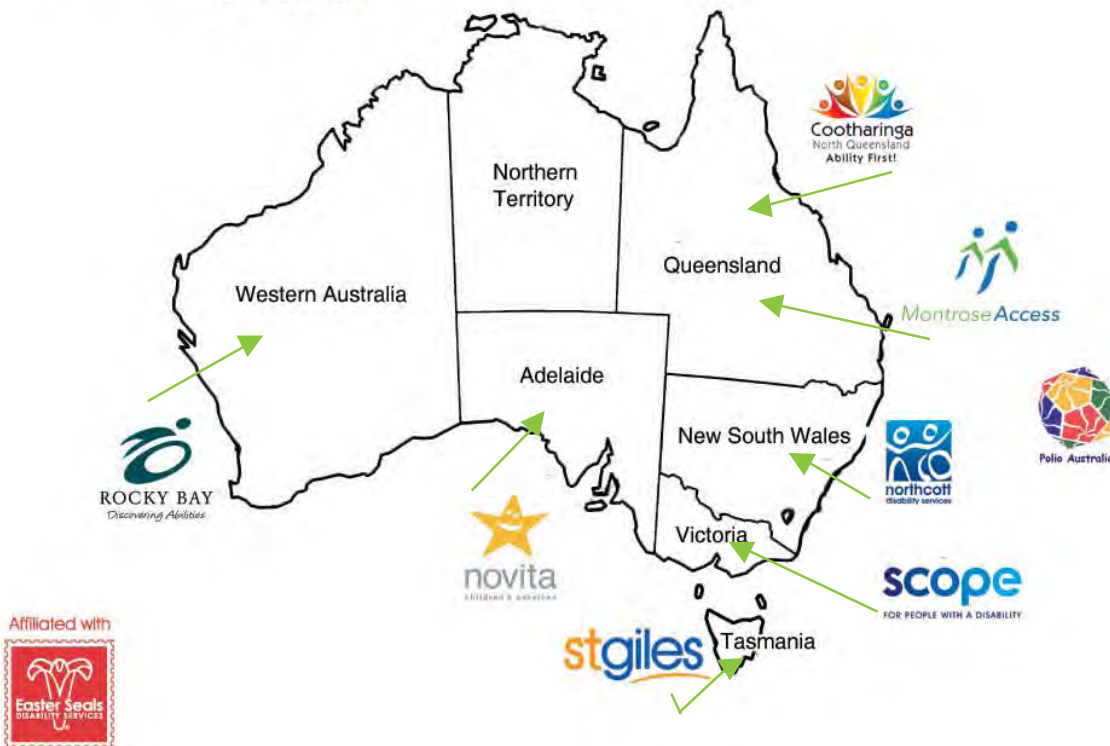 Cootharinga
North Queensland
Ability First!
Northern
Territory
Queensland
Western Australia
MontroseAccess
Adelaide
Polio Australia
New South Wales
northcott
disability services
ROCKY BAY
Discovering Abilities
Victoria
novita
children's services
scope
FOR PEOPLE WITH A DISABILITY
Affiliated with
stgiles
Tasmania
Easter Seals
DISABILITY SERVICES